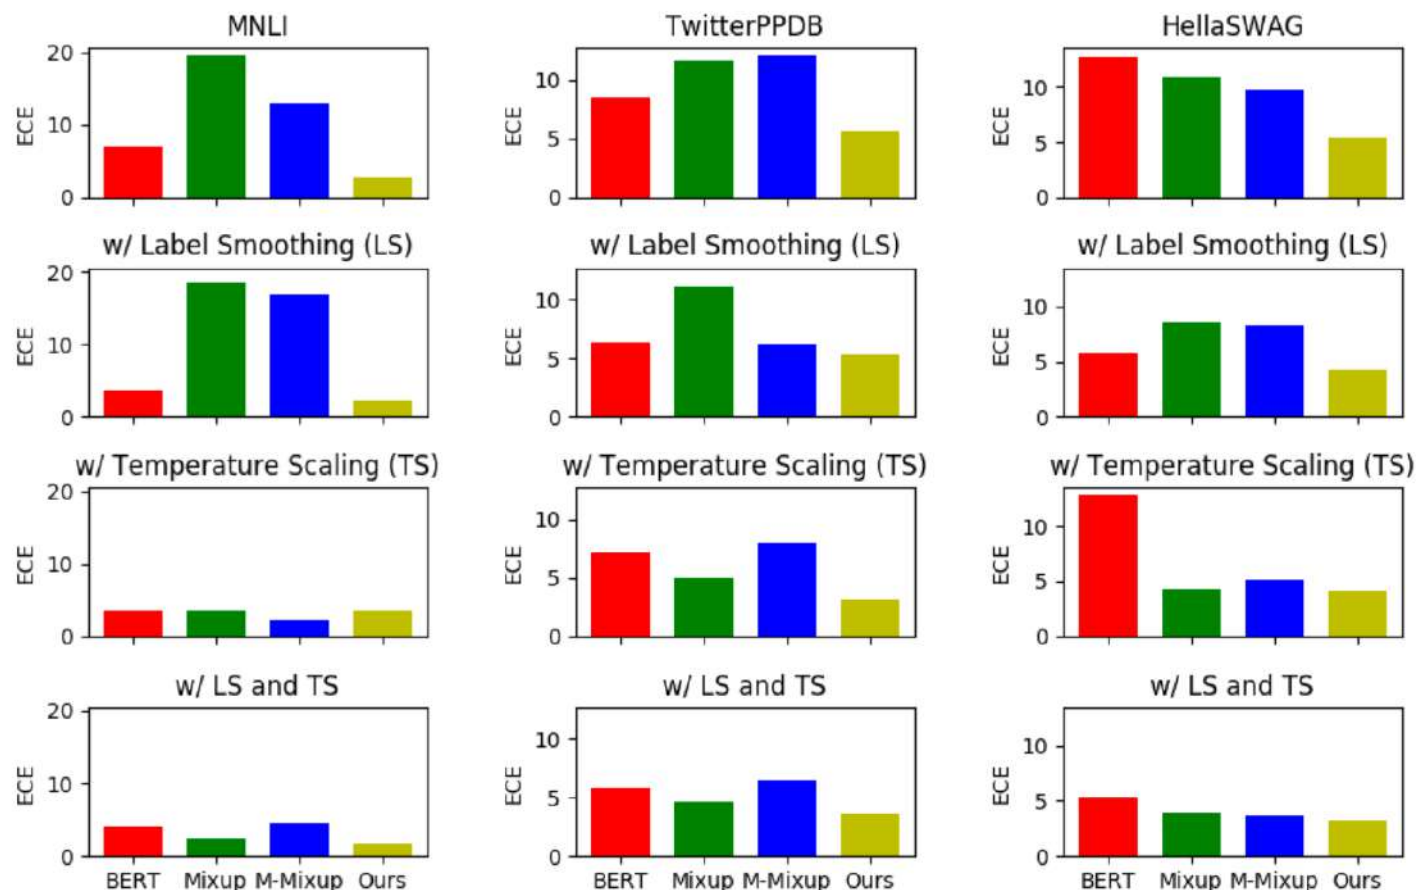 MNLI TwitterPPDB HellaSWAG
20 10 0 ECE
10 5 0 ECE
10 5 0 ECE
w/ Label Smoothing (LS) w/ Label Smoothing (LS) w/ Label Smoothing (LS)
20 10 0 ECE
10 5 0 ECE
10 5 0 ECE
w/ Temperature Scaling (TS) w/ Temperature Scaling (TS) w/ Temperature Scaling (TS)
20 10 0 ECE
10 5 0 ECE
10 5 0 ECE
w/ LS and TS w/ LS and TS w/ LS and TS
20 10 0 ECE
10 5 0 ECE
10 5 0 ECE
BERT Mixup M-Mixup Ours BERT Mixup M-Mixup Ours BERT Mixup M-Mixup Ours